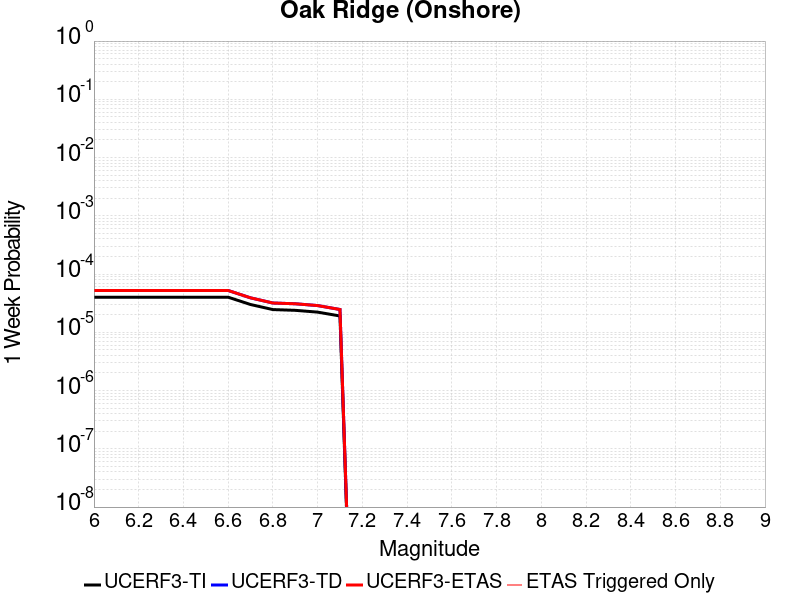 Oak Ridge (Onshore)
10^0
10^-1
10^-2
10^-3
10^-4
10^-5
10^-6
10^-7
10^-8
1 Week Probability
6 6.2 6.4 6.6 6.8 7 7.2 7.4 7.6 7.8 8 8.2 8.4 8.6 8.8 9
Magnitude
UCERF3-TI UCERF3-TD UCERF3-ETAS ETAS Triggered Only